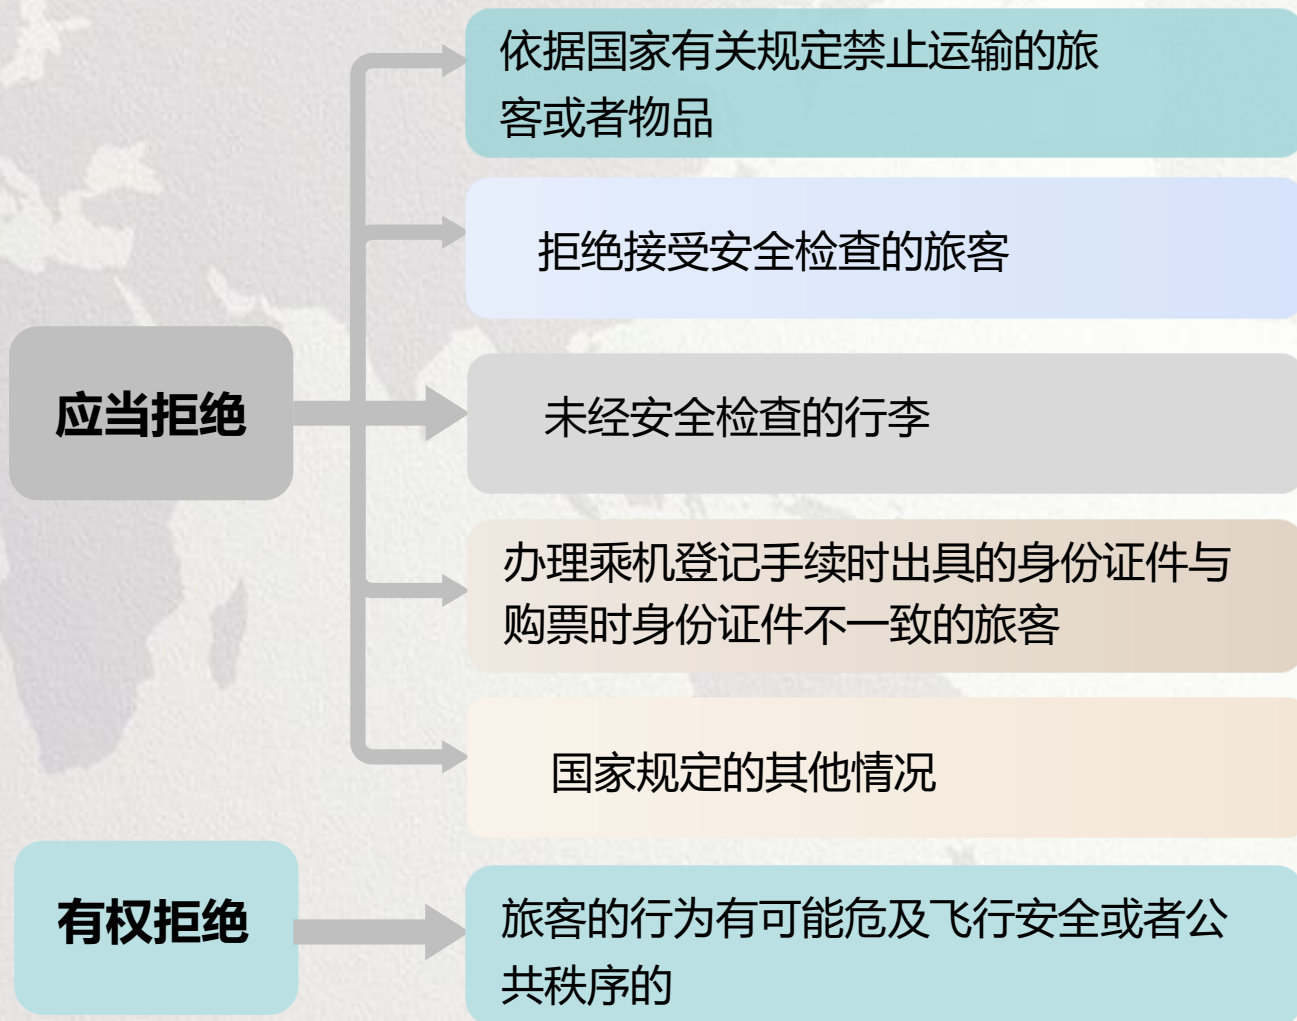 依据国家有关规定禁止运输的旅
客或者物品
拒绝接受安全检查的旅客
应当拒绝
未经安全检查的行李
办理乘机登记手续时出具的身份证件与
购票时身份证件不一致的旅客
国家规定的其他情况
有权拒绝
旅客的行为有可能危及飞行安全或者公
共秩序的